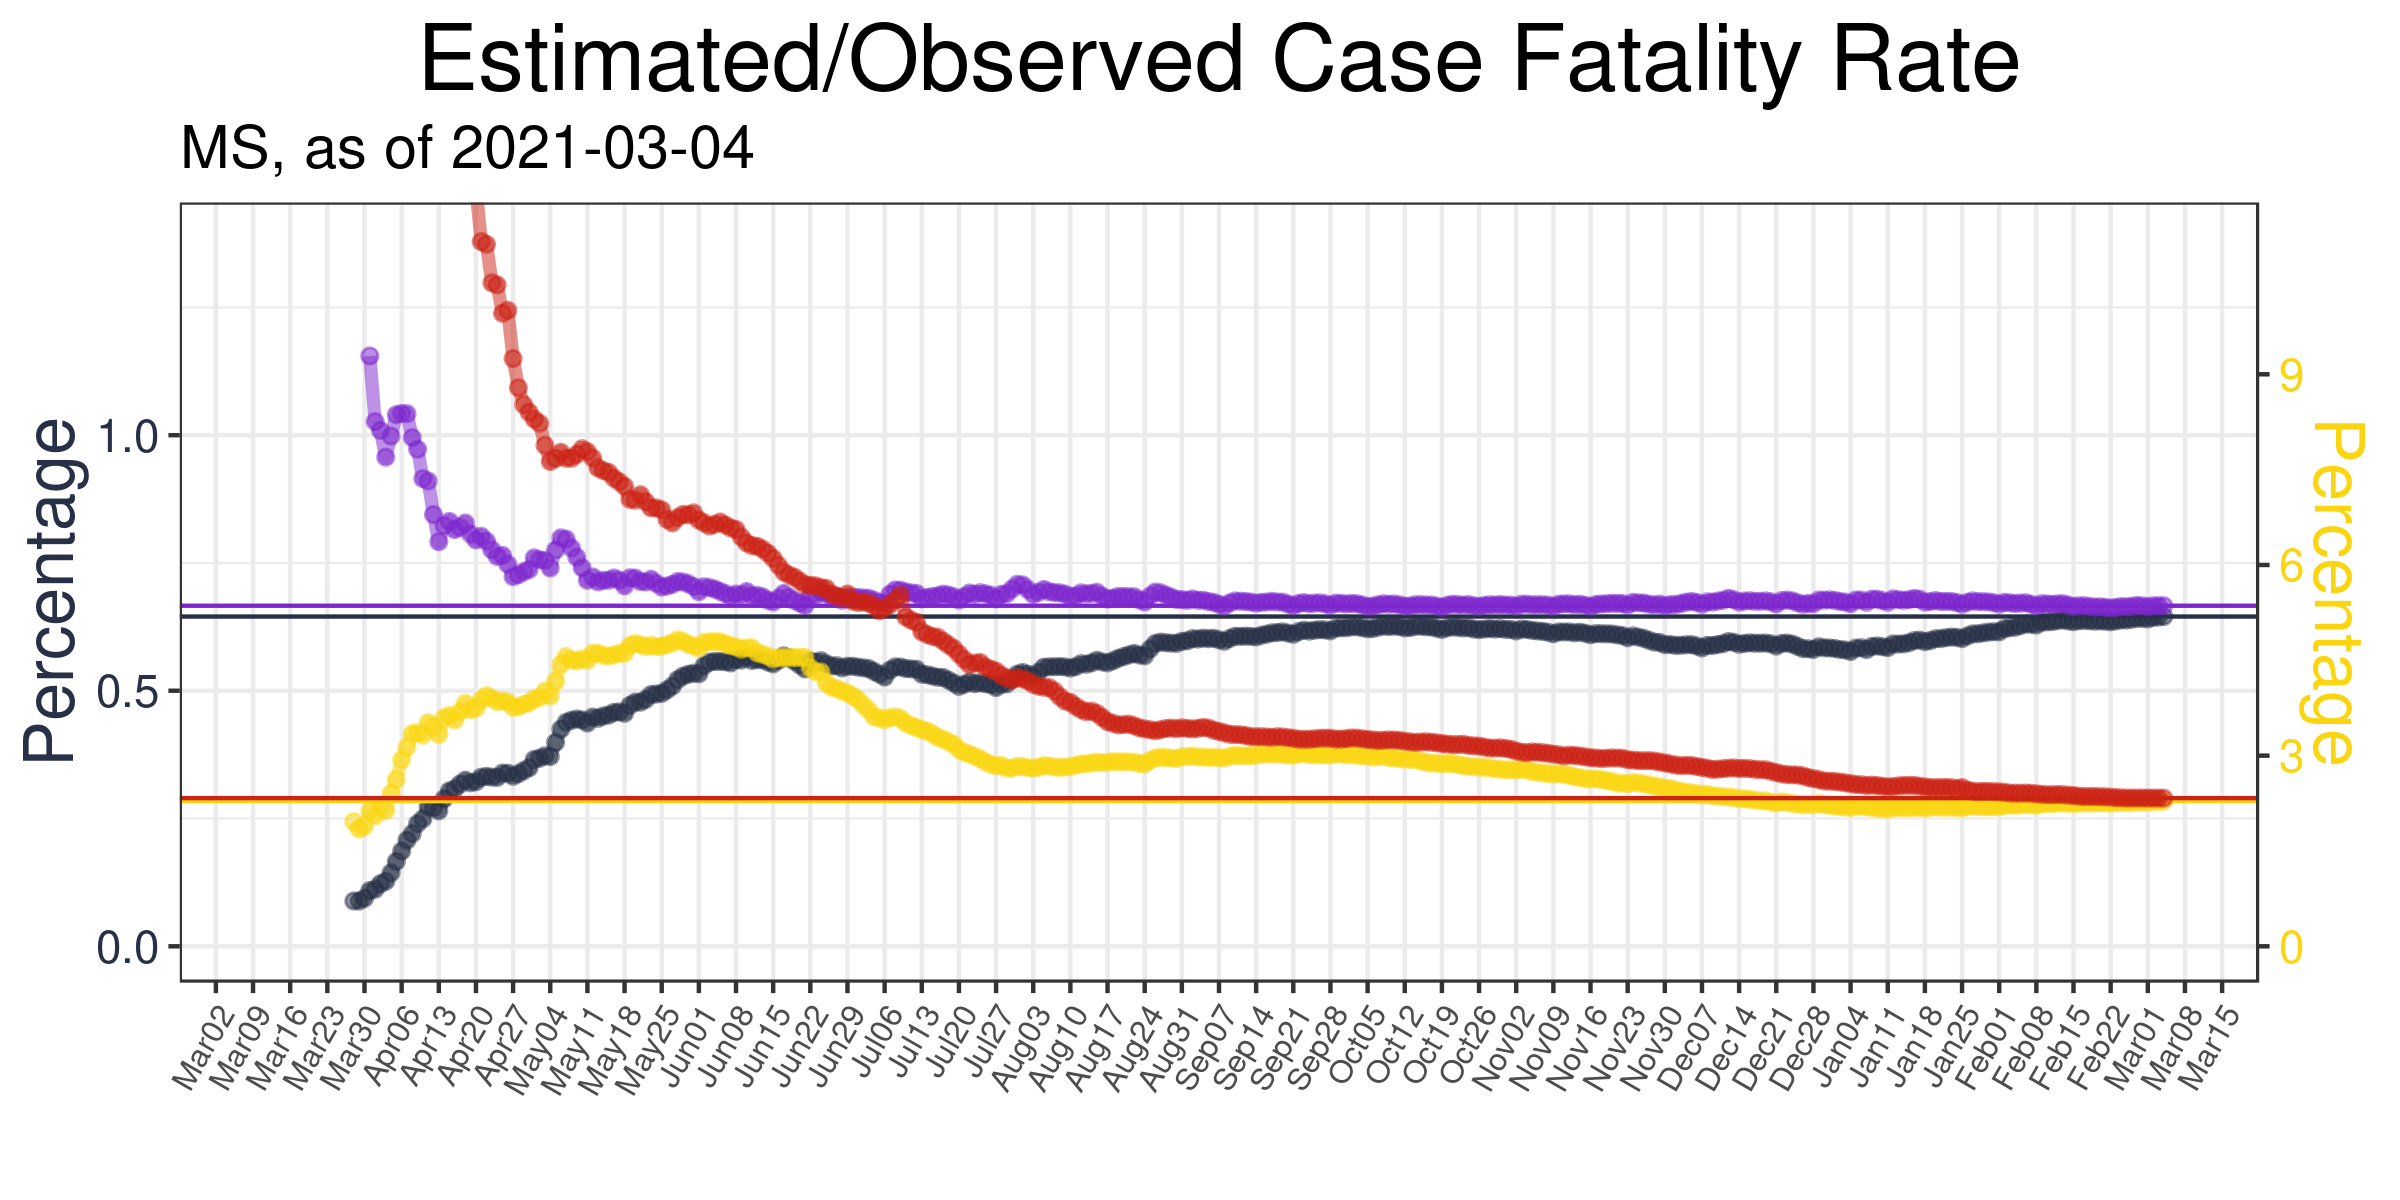 Estimated/Observed Case Fatality Rate
MS, as of 2021-03-04
Percentage
1.0
0.5
0.0
9
6
3
0
Percentage
Mar02
Mar09
Mar16
Mar23
Mar30
Apr06
Apr13
Apr20
Apr27
May04
May11
May18
May25
Jun01
Jun08
Jun15
Jun22
Jun29
Jul06
Jul13
Jul20
Jul27
Aug03
Aug10
Aug17
Aug24
Aug31
Sep07
Sep14
Sep21
Sep28
Oct05
Oct12
Oct19
Oct26
Nov02
Nov09
Nov16
Nov23
Nov30
Dec07
Dec14
Dec21
Dec28
Jan04
Jan11
Jan18
Jan25
Feb01
Feb08
Feb15
Feb22
Mar01
Mar08
Mar15